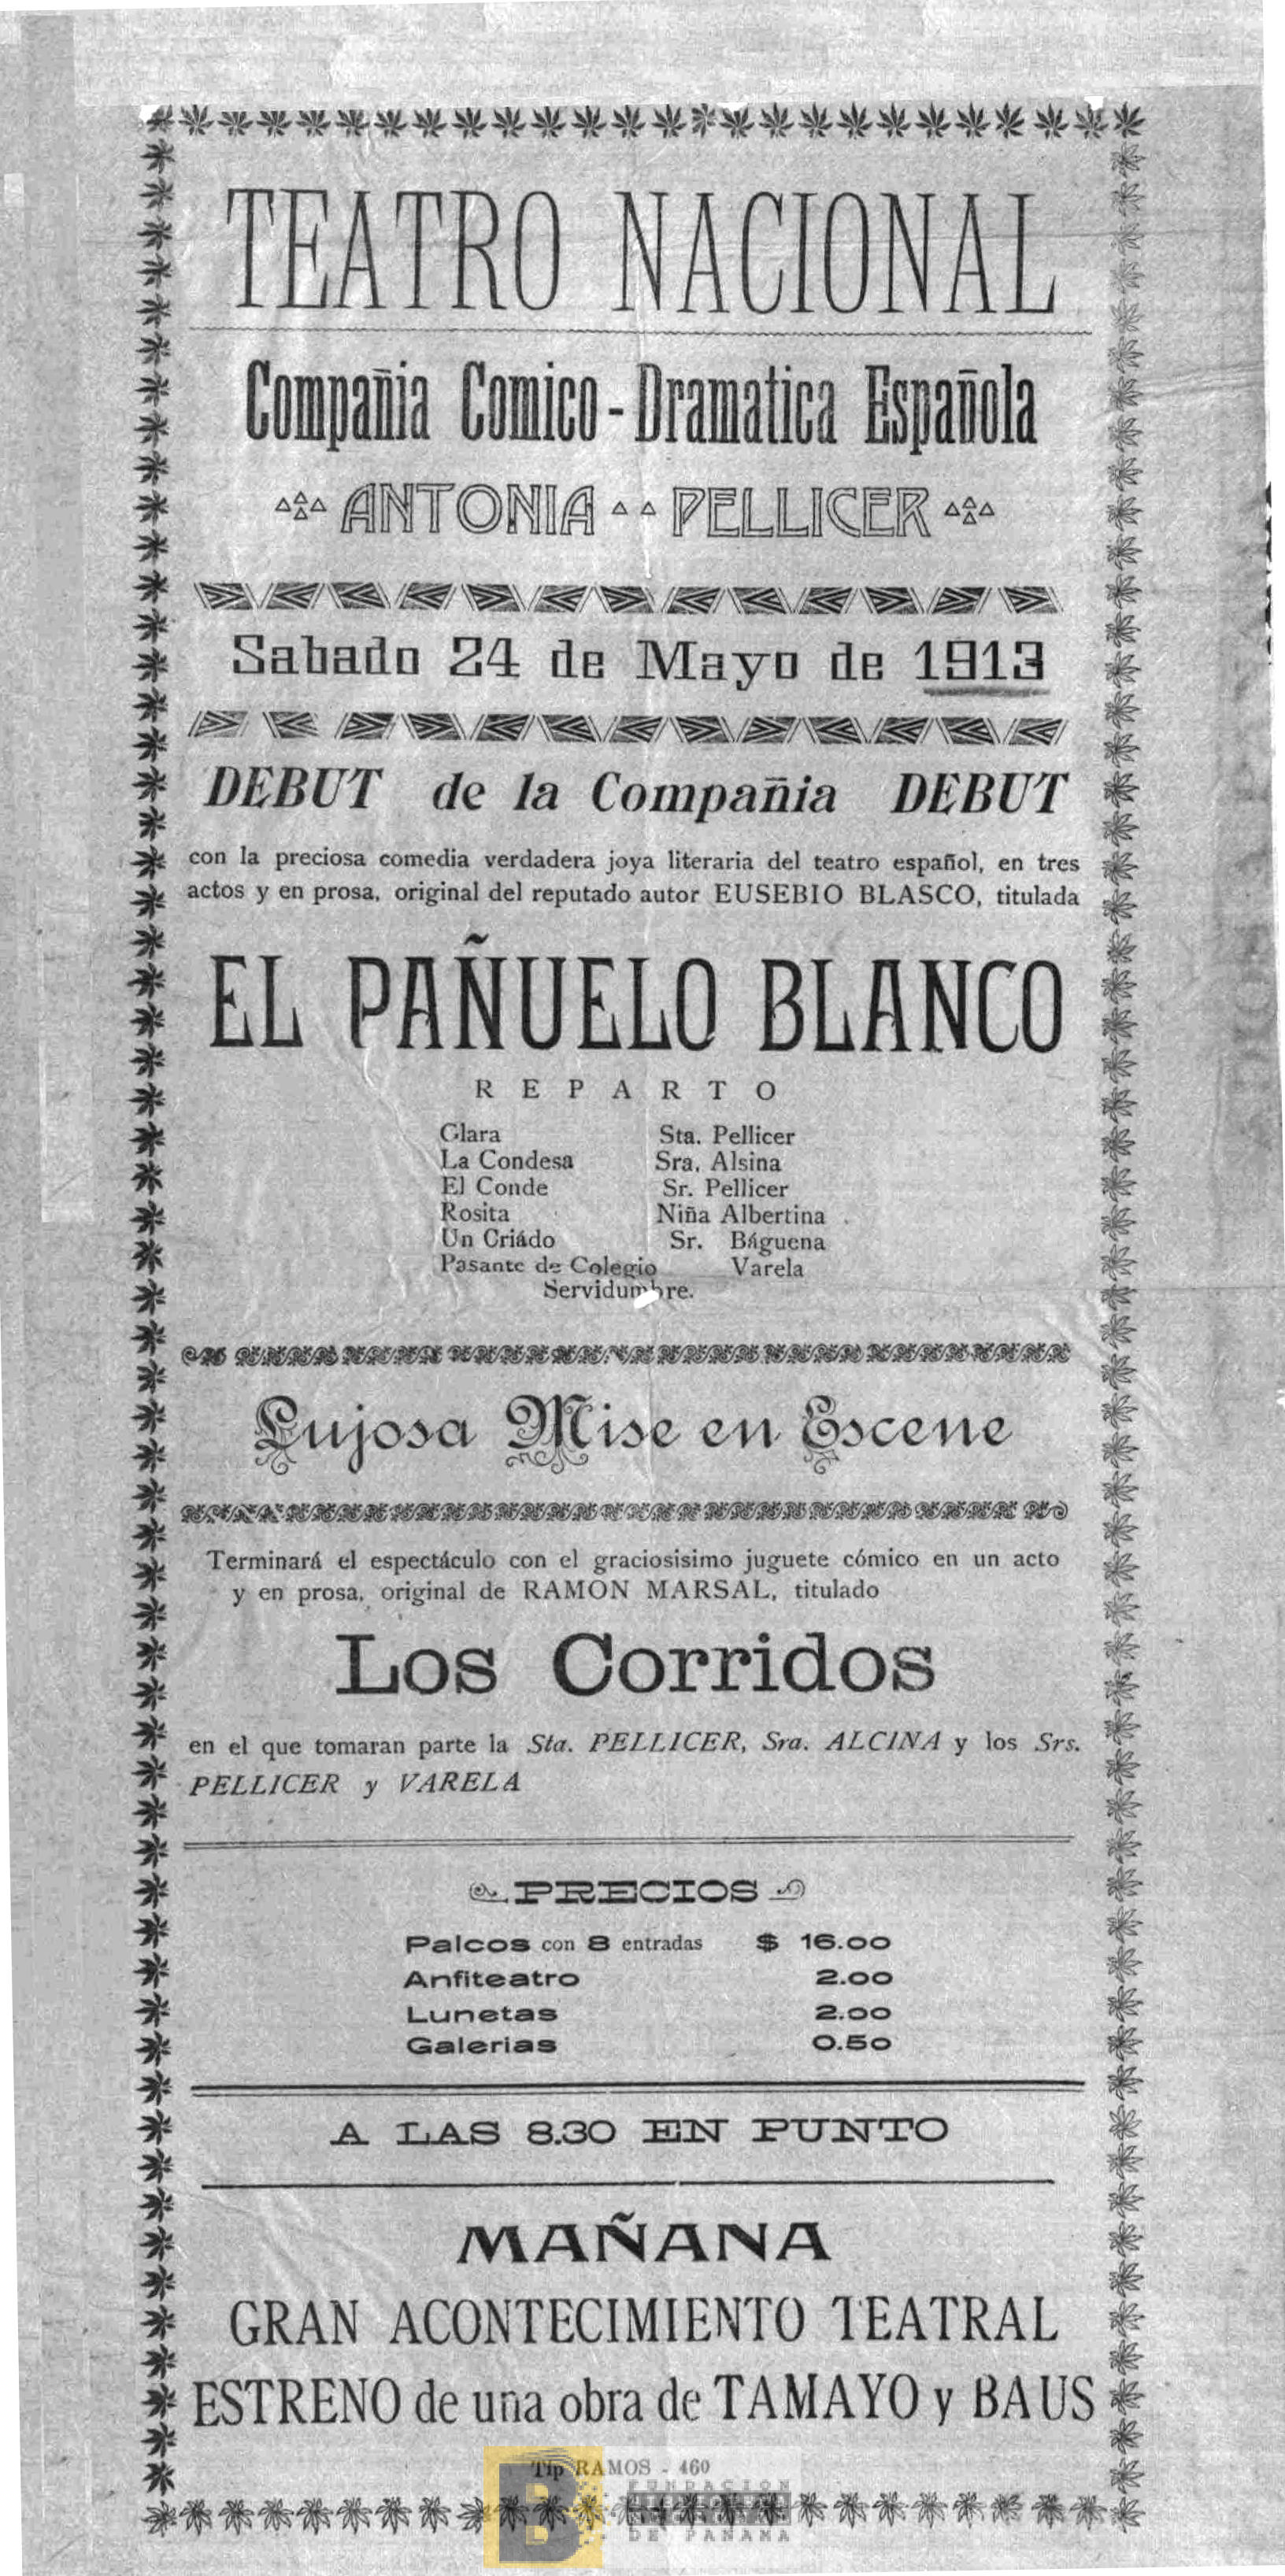 TEATRO NACIONAL
Compañia Comico-Dramatica Española
ANTONIA PELLICER
Sabado 24 de Mayo de 1913
DEBUT de la Compañia DEBUT
con la preciosa comedia verdadera joya literaria del teatro español, en tres
actos y en prosa, original del reputado autor EUSEBIO BLASCO, titulada
EL PAÑUELO BLANCO
REPARTO
Clara Sta. Pellicer
La Condesa Sra. Alsina
El Conde Sr. Pellicer
Rosita Niña Albertina
Un Criádo Sr. Báguena
Pasante de Colegio Varela
Servidumbre.
Lujosa Mise en Escene
Terminará el espectáculo con el graciosisimo juguete cómico en un acto
y en prosa, original de RAMON MARSAL, titulado
Los Corridos
en el que tomaran parte la Sta. PELLICER, Sra. ALCINA y los Srs.
PELLICER y VARELA
PRECIOS
Palcos con 8 entradas $ 16.00
Anfiteatro 2.00
Lunetas 2.00
Galerias 0.50
A LAS 8.30 EN PUNTO
MAÑANA
GRAN ACONTECIMIENTO TEATRAL
ESTRENO de una obra de TAMAYO y BAUS
Tip RAMOS - 460
B
FUNDACION
BIBLIOTECA
NACIONAL
DE PANAMA